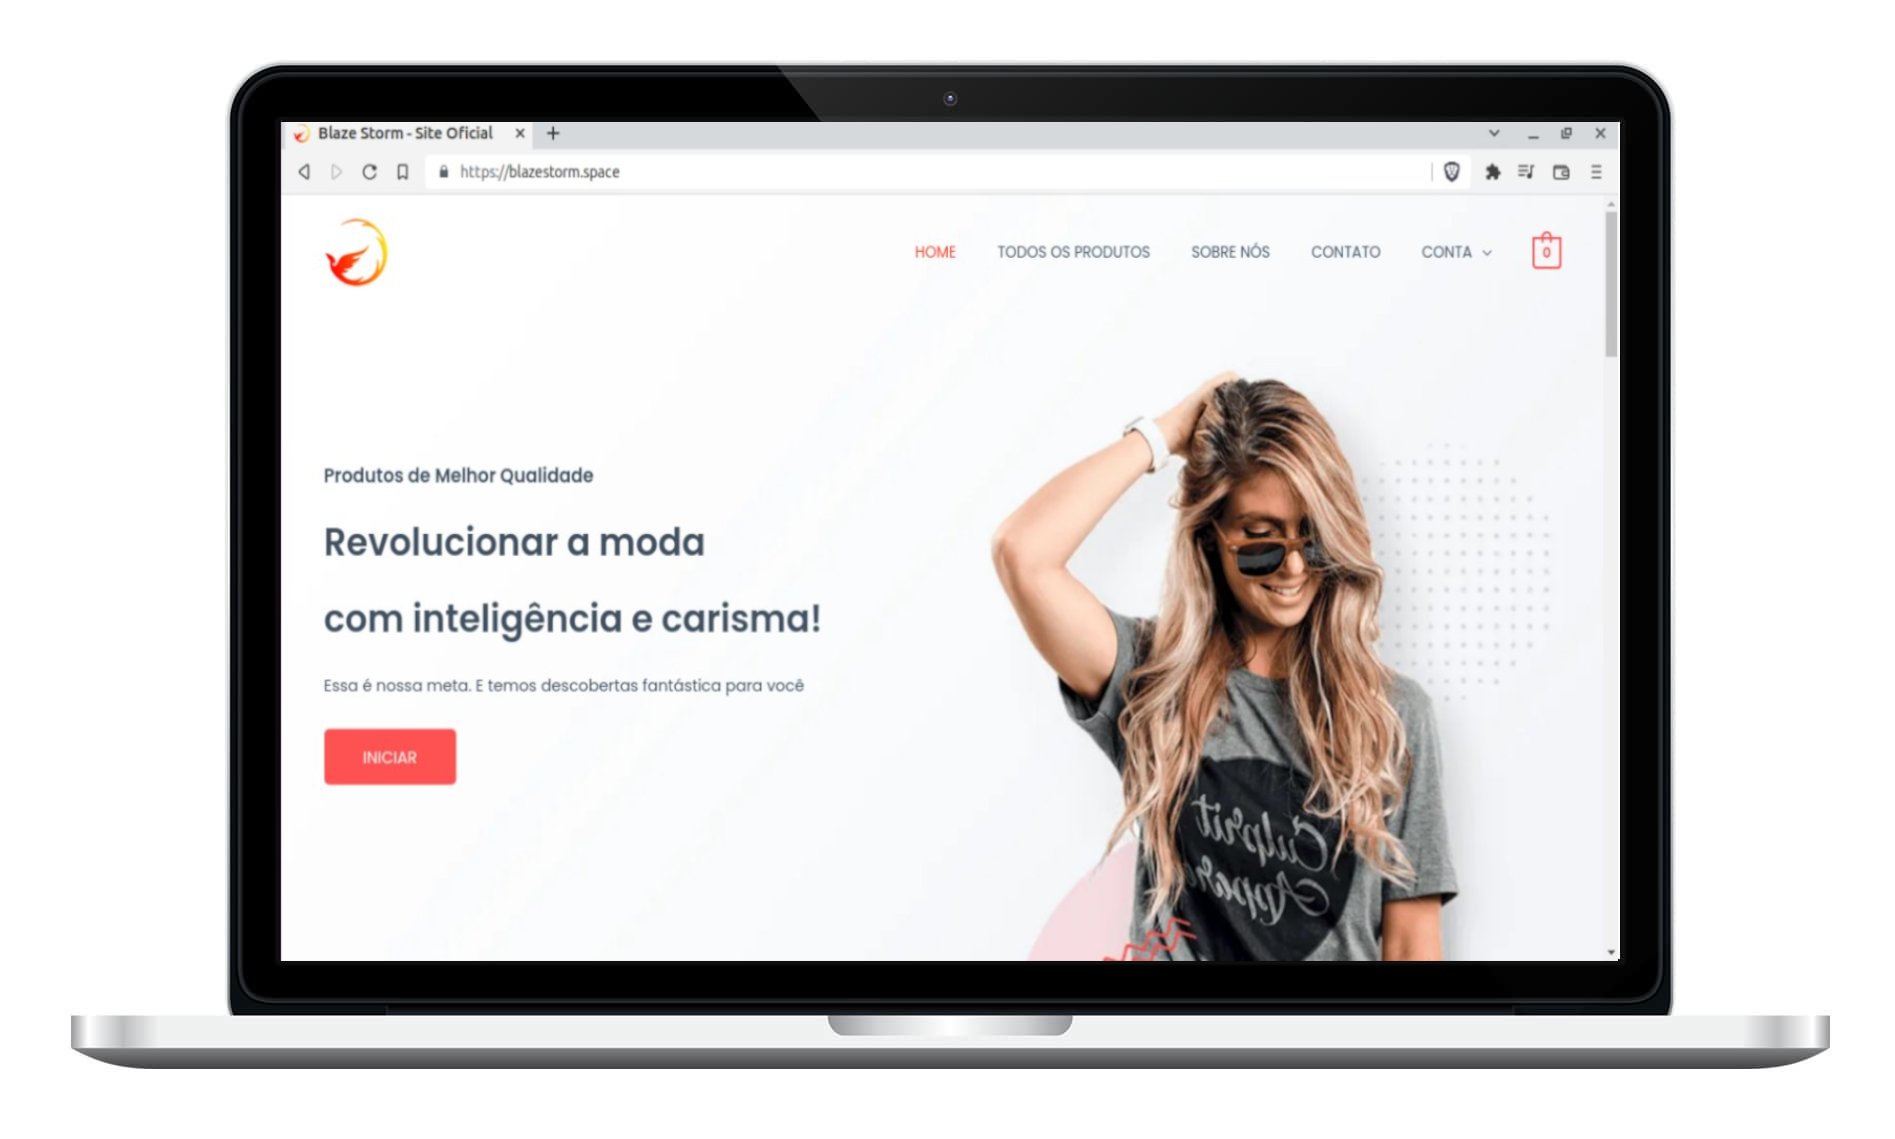 Blaze Storm - Site Oficial
https://blazestorm.space
HOME TODOS OS PRODUTOS SOBRE NÓS CONTATO CONTA 0
Produtos de Melhor Qualidade
Revolucionar a moda
com inteligência e carisma!
Essa é nossa meta. E temos descobertas fantástica para você
INICIAR
Culprit